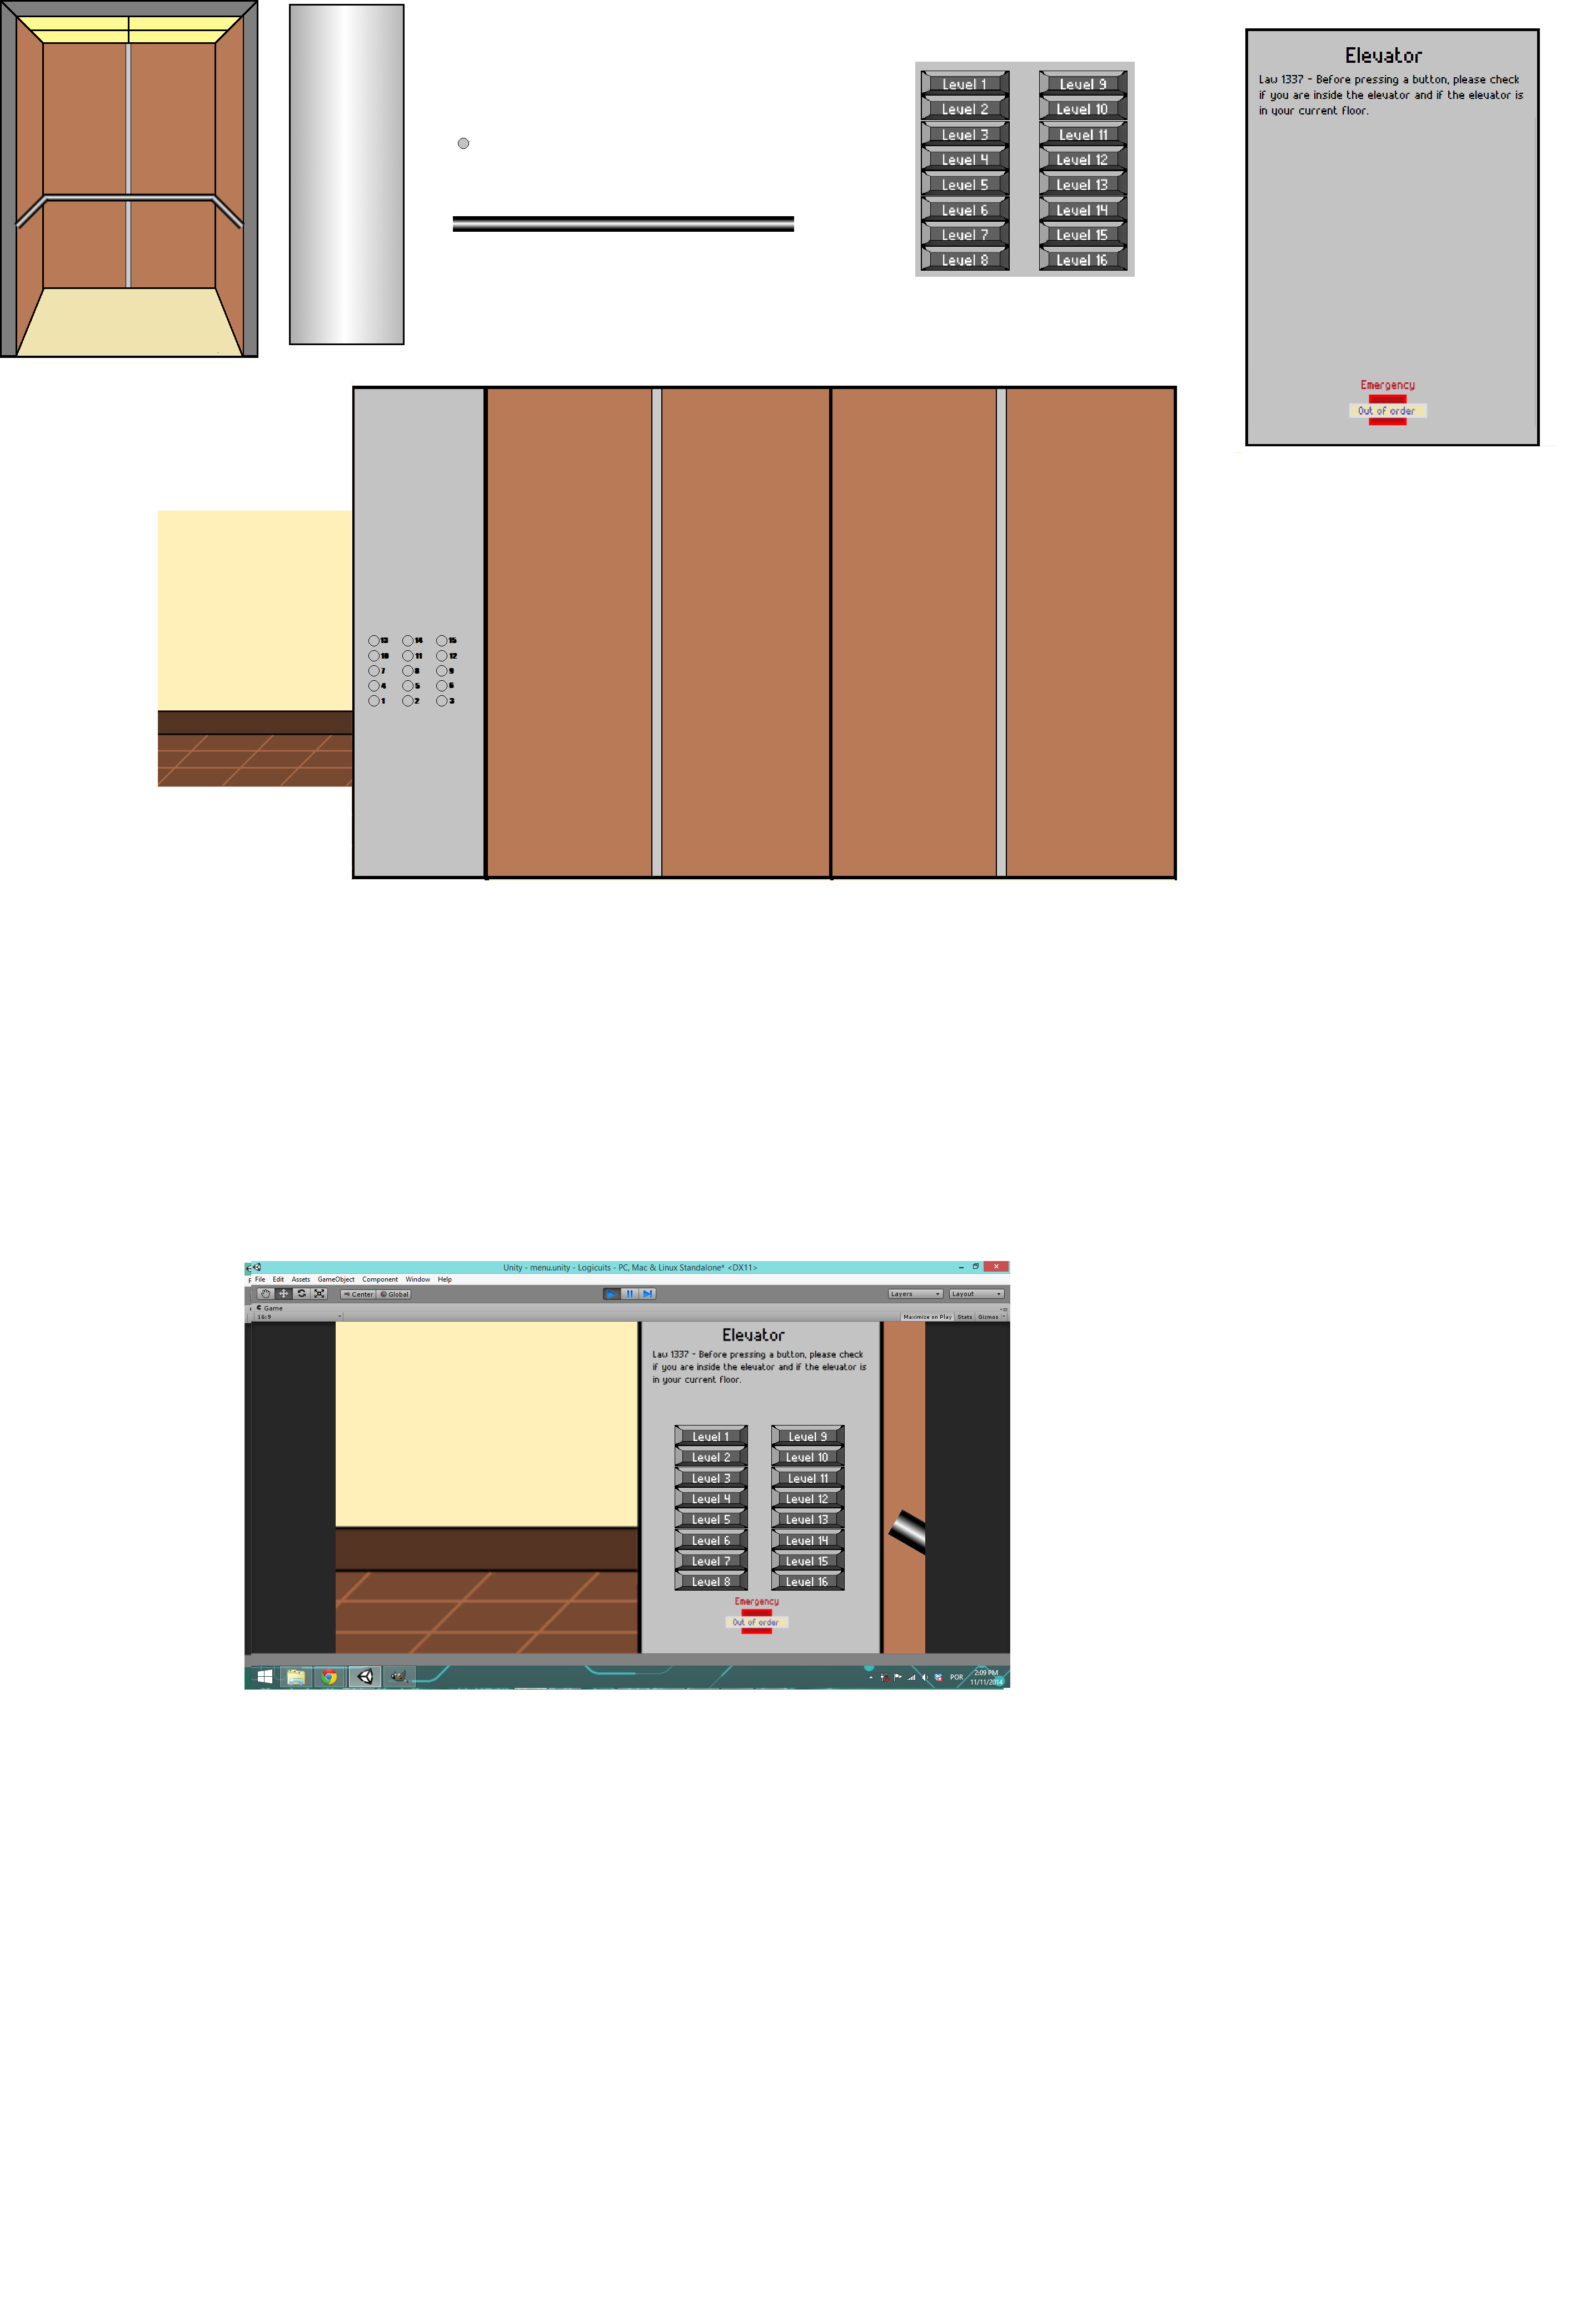 Elevator
Law 1337 - Before pressing a button, please check
if you are inside the elevator and if the elevator is
in your current floor.
Level 1 Level 9
Level 2 Level 10
Level 3 Level 11
Level 4 Level 12
Level 5 Level 13
Level 6 Level 14
Level 7 Level 15
Level 8 Level 16
Emergency
Out of order
13 14 15
10 11 12
7 8 9
4 5 6
1 2 3
Unity - menu.unity - Logicuits - PC, Mac & Linux Standalone* <DX11>
File Edit Assets GameObject Component Window Help
Center Global Layers Layout
Game
16:9 Maximize on Play Stats Gizmos
Elevator
Law 1337 - Before pressing a button, please check
if you are inside the elevator and if the elevator is
in your current floor.
Level 1 Level 9
Level 2 Level 10
Level 3 Level 11
Level 4 Level 12
Level 5 Level 13
Level 6 Level 14
Level 7 Level 15
Level 8 Level 16
Emergency
Out of order
POR 2:09 PM
11/11/2014